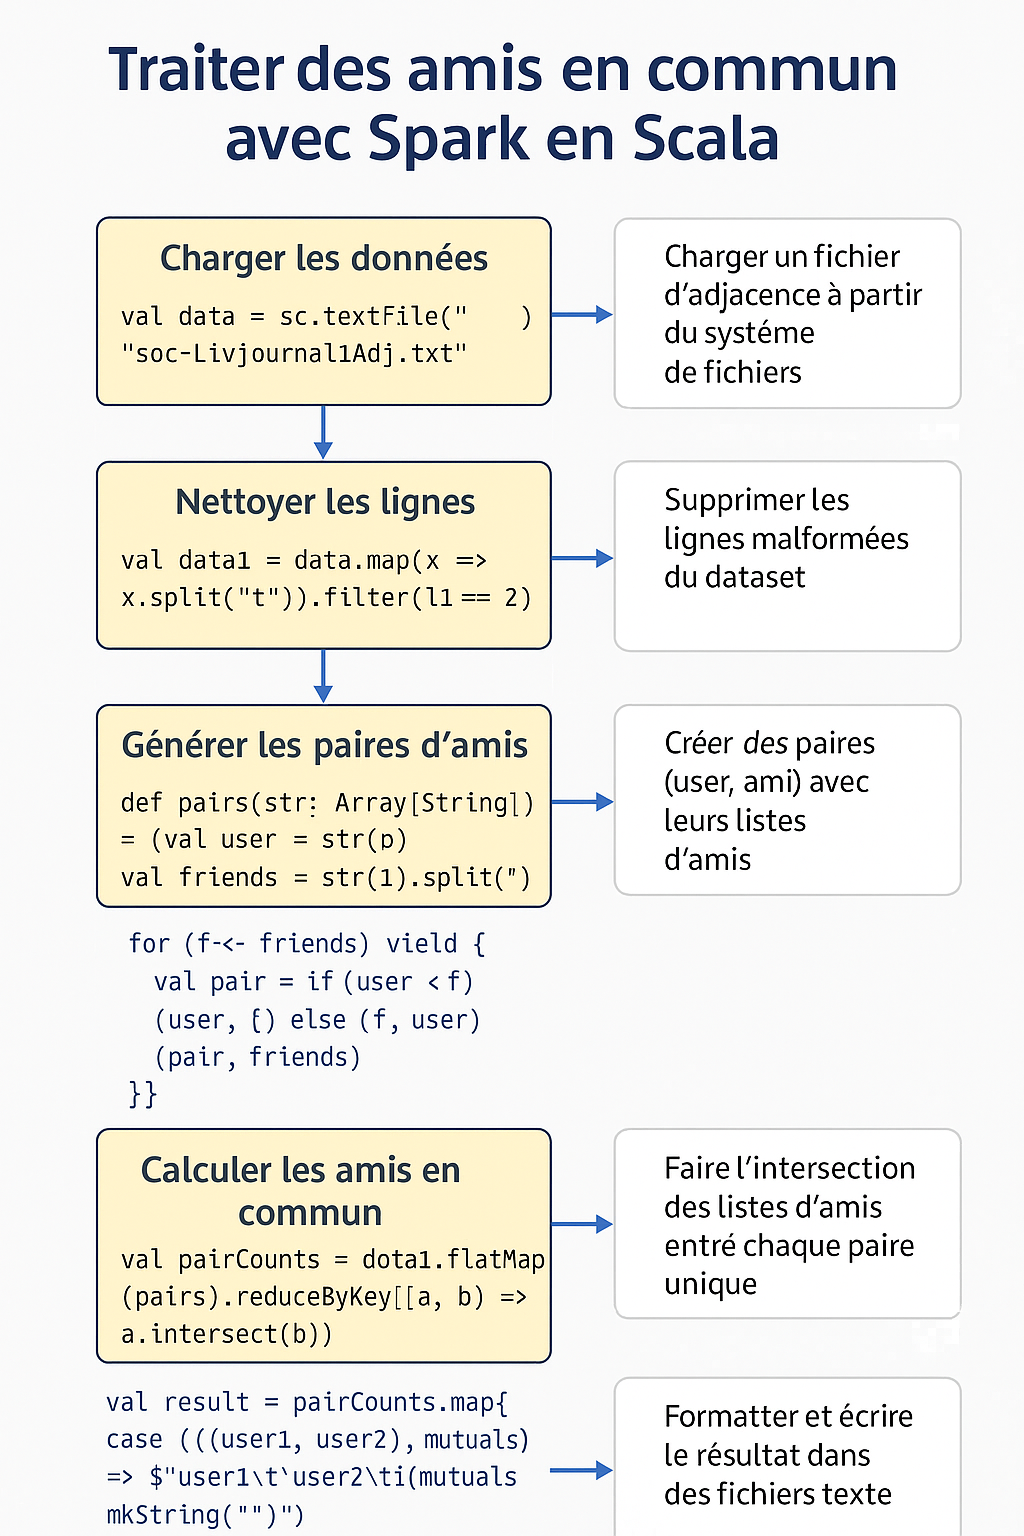 Traiter des amis en commun
avec Spark en Scala
Charger les données
val data = sc.textFile("    )
"soc-Livjournal1Adj.txt"
Charger un fichier
d'adjacence à partir
du systéme
de fichiers
Nettoyer les lignes
val data1 = data.map(x =>
x.split("t")).filter(l1 == 2)
Supprimer les
lignes malformées
du dataset
Générer les paires d'amis
def pairs(str: Array[String])
= (val user = str(p)
val friends = str(1).split(")
Créer des paires
(user, ami) avec
leurs listes
d'amis
for (f-<- friends) vield {
val pair = if (user < f)
(user, f) else (f, user)
(pair, friends)
}}
Calculer les amis en
commun
val pairCounts = dota1.flatMap
(pairs).reduceByKey[[a, b) =>
a.intersect(b))
Faire l'intersection
des listes d'amis
entré chaque paire
unique
val result = pairCounts.map{
case (((user1, user2), mutuals)
=> $"user1\t‵user2\ti(mutuals
mkString("")")
Formatter et écrire
le résultat dans
des fichiers texte